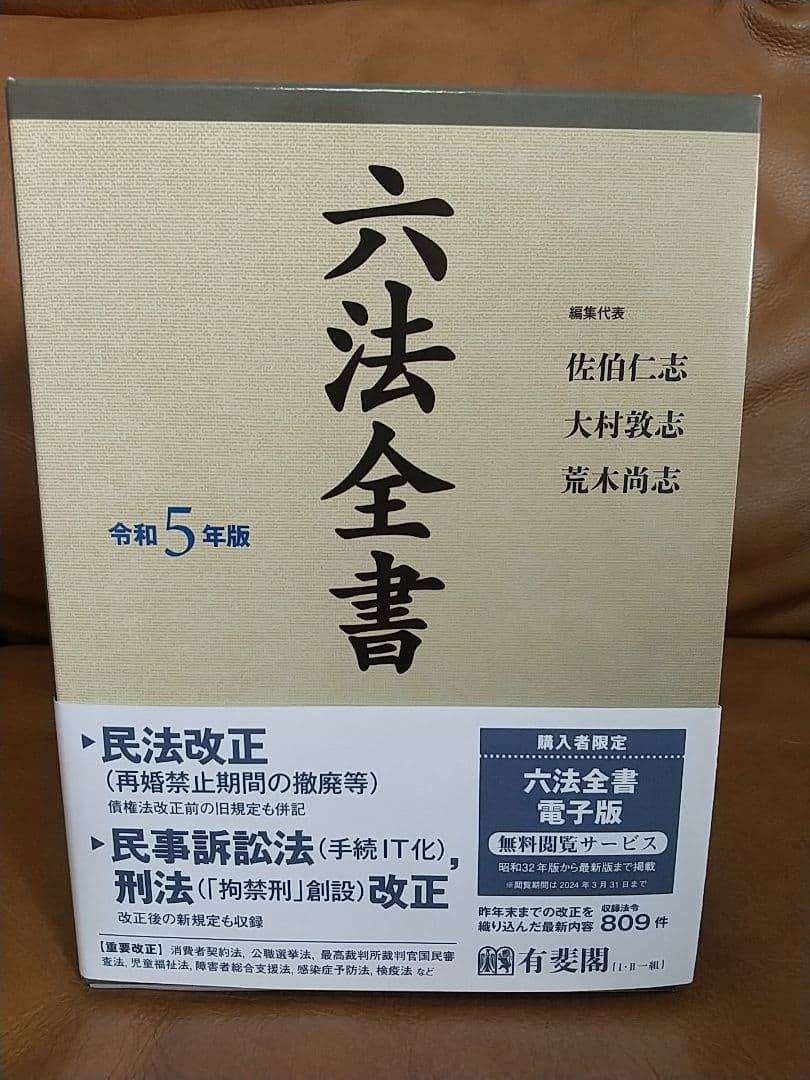 六法全書
編集代表
佐伯仁志
大村敦志
荒木尚志
令和5年版
▶民法改正
(再婚禁止期間の撤廃等)
債権法改正前の旧規定も併記
▶民事訴訟法(手続IT化),
刑法(「拘禁刑」創設)改正
改正後の新規定も収録
【重要改正】消費者契約法, 公職選挙法, 最高裁判所裁判官国民審
査法, 児童福祉法, 障害者総合支援法, 感染症予防法, 検疫法 など
購入者限定
六法全書
電子版
無料閲覧サービス
昭和32年版から最新版まで掲載
※閲覧期間は2024年3月31日まで
昨年末までの改正を
織り込んだ最新内容
収録法令
809件
有斐閣[I・II一組]